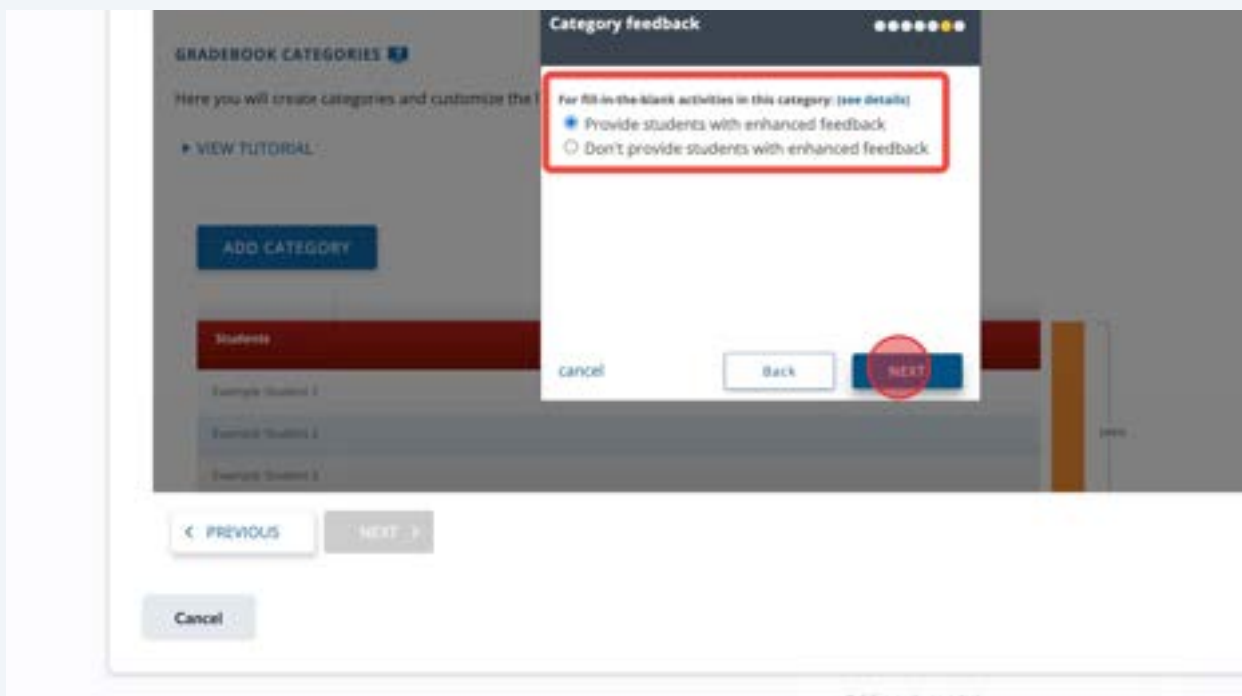 Category feedback
GRADEBOOK CATEGORIES
Here you will create categories and customize the
For fill-in-the-blank activities in this category: (see details)
Provide students with enhanced feedback
VIEW TUTORIAL
Don't provide students with enhanced feedback
ADD CATEGORY
Students
cancel
Back
NEXT
Example Student 1
Example Student 2
Example Student 3
PREVIOUS
NEXT
Cancel